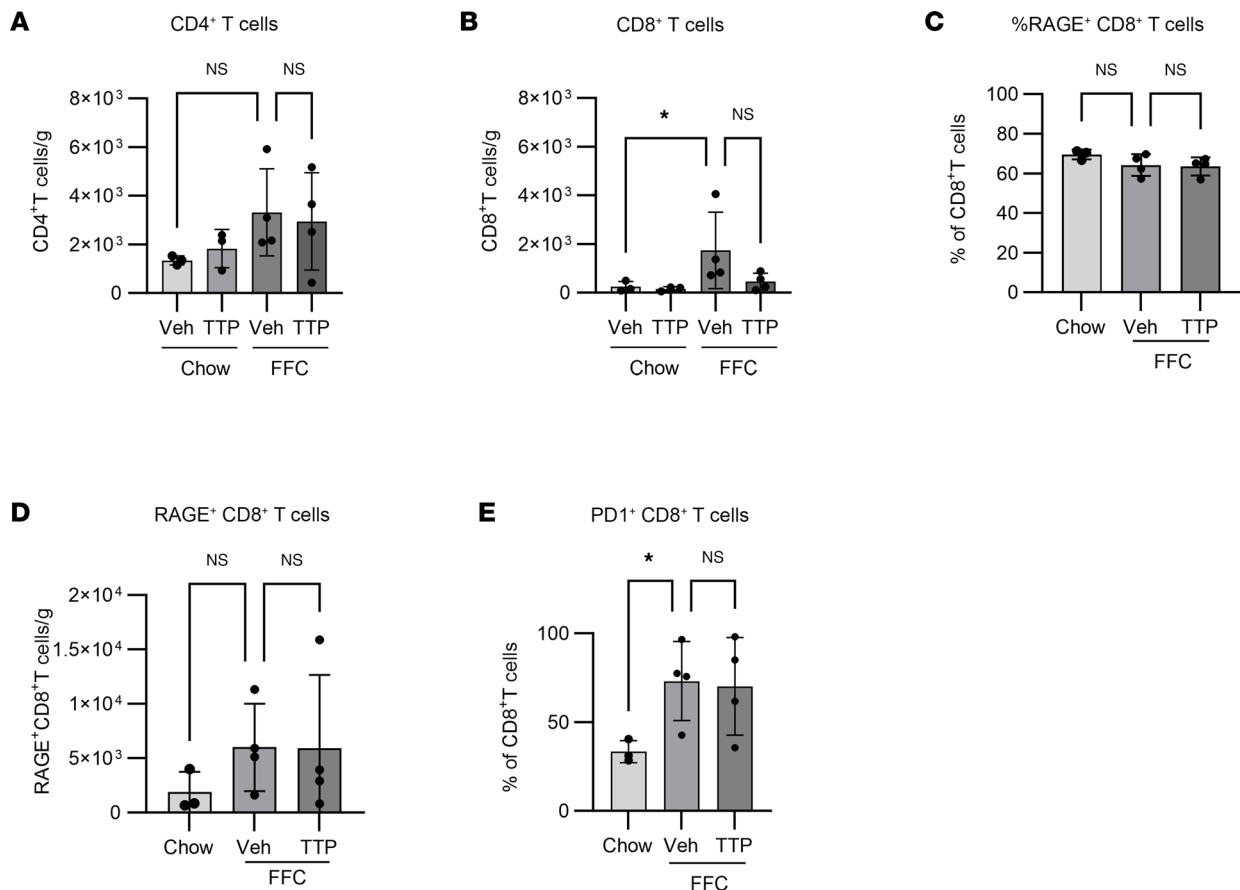 A
CD4⁺ T cells
NS
NS
CD4⁺T cells/g
8×10³
6×10³
4×10³
2×10³
0
Veh TTP Veh TTP
Chow FFC
B
CD8⁺ T cells
*
NS
CD8⁺T cells/g
8×10³
6×10³
4×10³
2×10³
0
Veh TTP Veh TTP
Chow FFC
C
%RAGE⁺ CD8⁺ T cells
NS
NS
% of CD8⁺T cells
100
80
60
40
20
0
Chow Veh TTP
FFC
D
RAGE⁺ CD8⁺ T cells
NS
NS
RAGE⁺CD8⁺T cells/g
2×10⁴
1.5×10⁴
1×10⁴
5×10³
0
Chow Veh TTP
FFC
E
PD1⁺ CD8⁺ T cells
*
NS
% of CD8⁺T cells
100
50
0
Chow Veh TTP
FFC